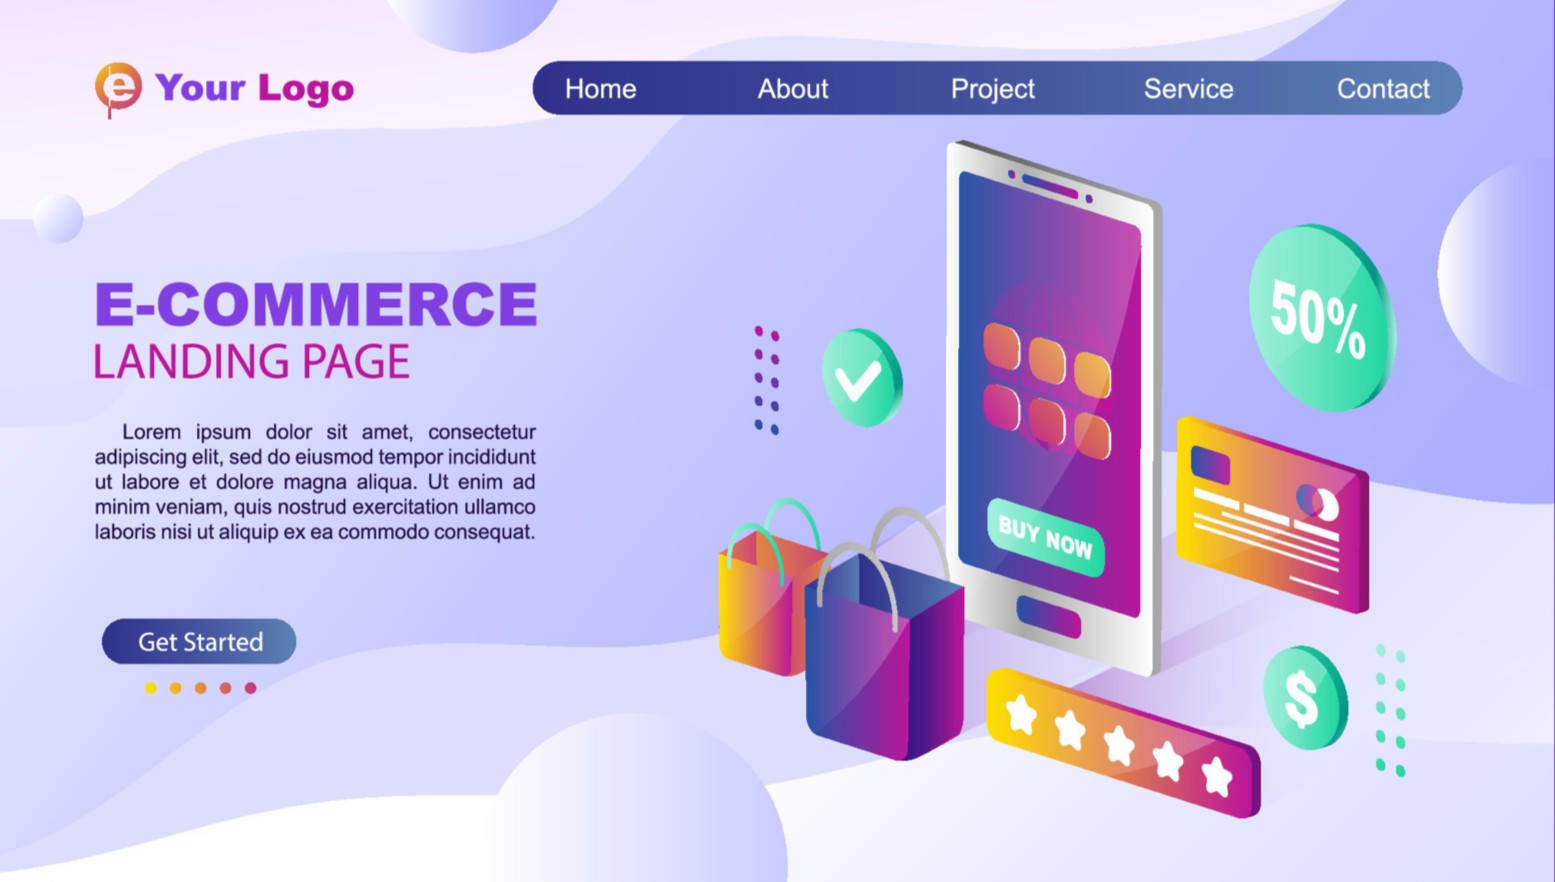 e Your Logo
Home About Project Service Contact
E-COMMERCE
LANDING PAGE
Lorem ipsum dolor sit amet, consectetur
adipiscing elit, sed do eiusmod tempor incididunt
ut labore et dolore magna aliqua. Ut enim ad
minim veniam, quis nostrud exercitation ullamco
laboris nisi ut aliquip ex ea commodo consequat.
Get Started
50%
BUY NOW
$